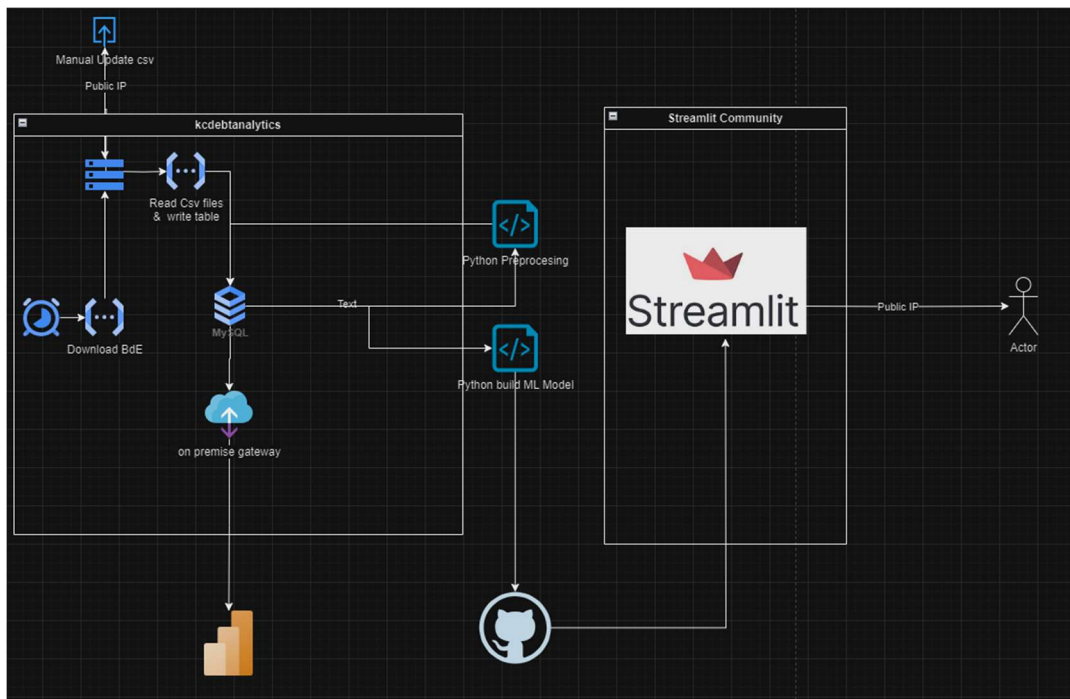 Manual Update csv
Public IP
kcdebtanalytics
Streamlit Community
Read Csv files
& write table
</>
Python Preprocesing
Streamlit
Text
MySQL
Public IP
Download BdE
Actor
</>
Python build ML Model
on premise gateway